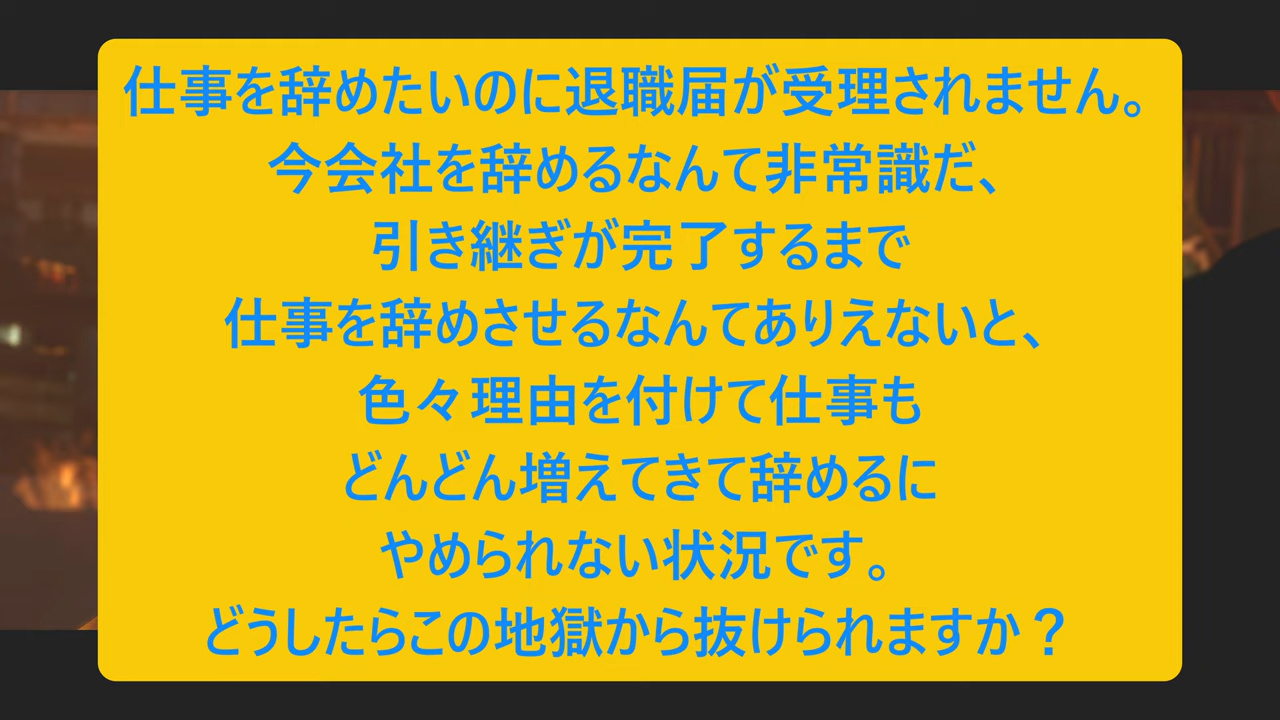 仕事を辞めたいのに退職届が受理されません。
今会社を辞めるなんて非常識だ、
引き継ぎが完了するまで
仕事を辞めさせるなんてありえないと、
色々理由を付けて仕事も
どんどん増えてきて辞めるに
やめられない状況です。
どうしたらこの地獄から抜けられますか？